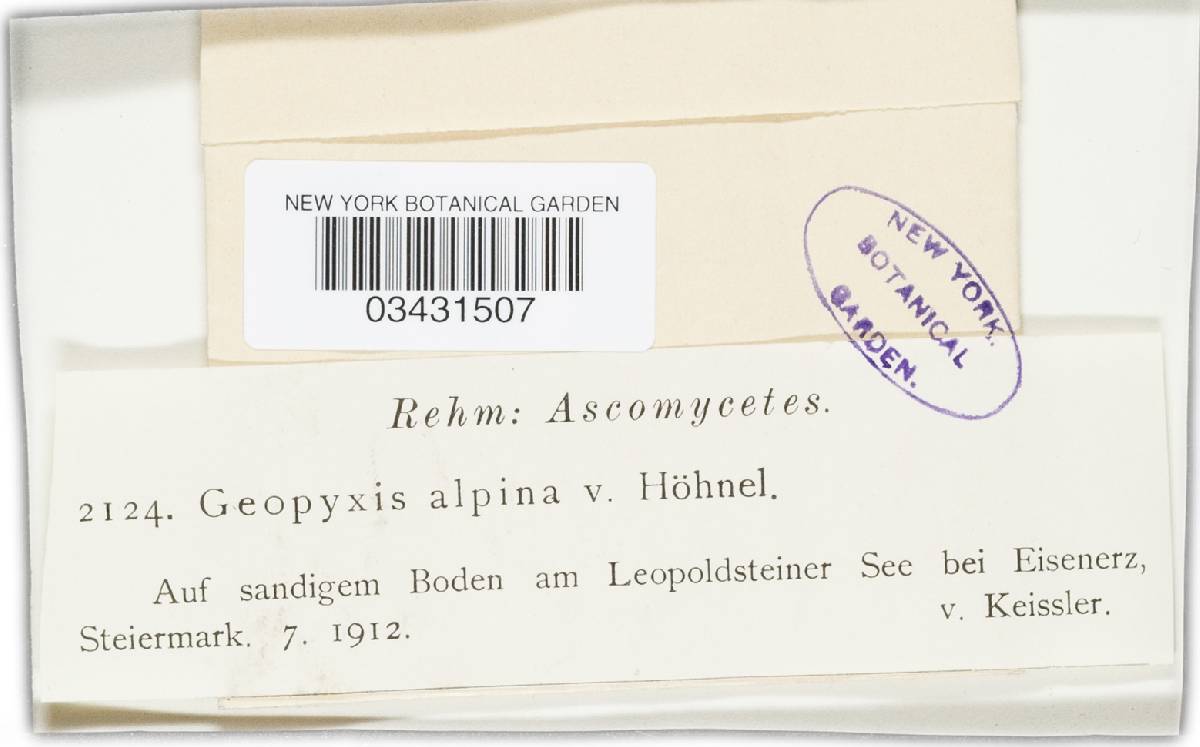 NEW YORK BOTANICAL GARDEN
03431507
NEW YORK
BOTANICAL
GARDEN.
Rehm: Ascomycetes.
2124. Geopyxis alpina v. Höhnel.
Auf sandigem Boden am Leopoldsteiner See bei Eisenerz,
Steiermark. 7. 1912. v. Keissler.